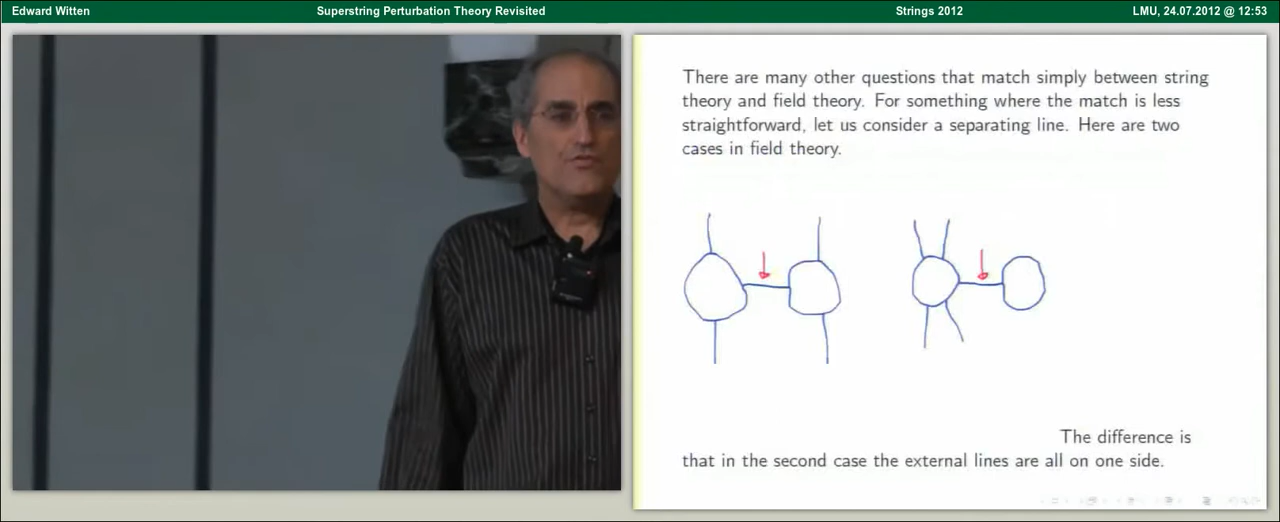 Edward Witten Superstring Perturbation Theory Revisited Strings 2012 LMU, 24.07.2012 @ 12:53
There are many other questions that match simply between string
theory and field theory. For something where the match is less
straightforward, let us consider a separating line. Here are two
cases in field theory.
The difference is
that in the second case the external lines are all on one side.